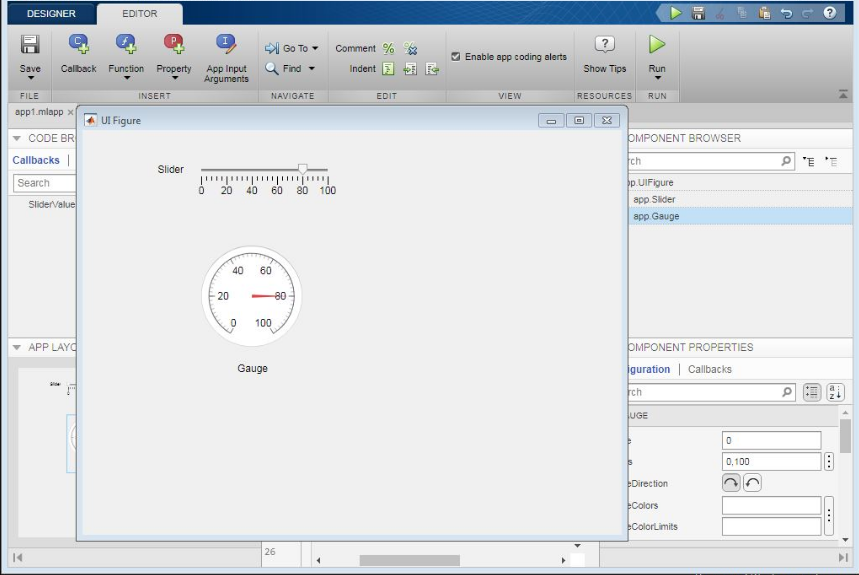 DESIGNER
EDITOR
Save
Callback
Function
Property
App Input
Arguments
Go To
Find
Comment
Indent
Enable app coding alerts
Show Tips
Run
FILE
INSERT
NAVIGATE
EDIT
VIEW
RESOURCES
RUN
app1.mlapp
UI Figure
CODE BR
OMPONENT BROWSER
Callbacks
rch
Search
pp.UIFigure
SliderValue
app.Slider
app.Gauge
Slider
0 20 40 60 80 100
40 60
20 80
0 100
Gauge
APP LAYO
OMPONENT PROPERTIES
iguration | Callbacks
rch
UGE
e 0
s 0,100
eDirection
eColors
eColorLimits
26